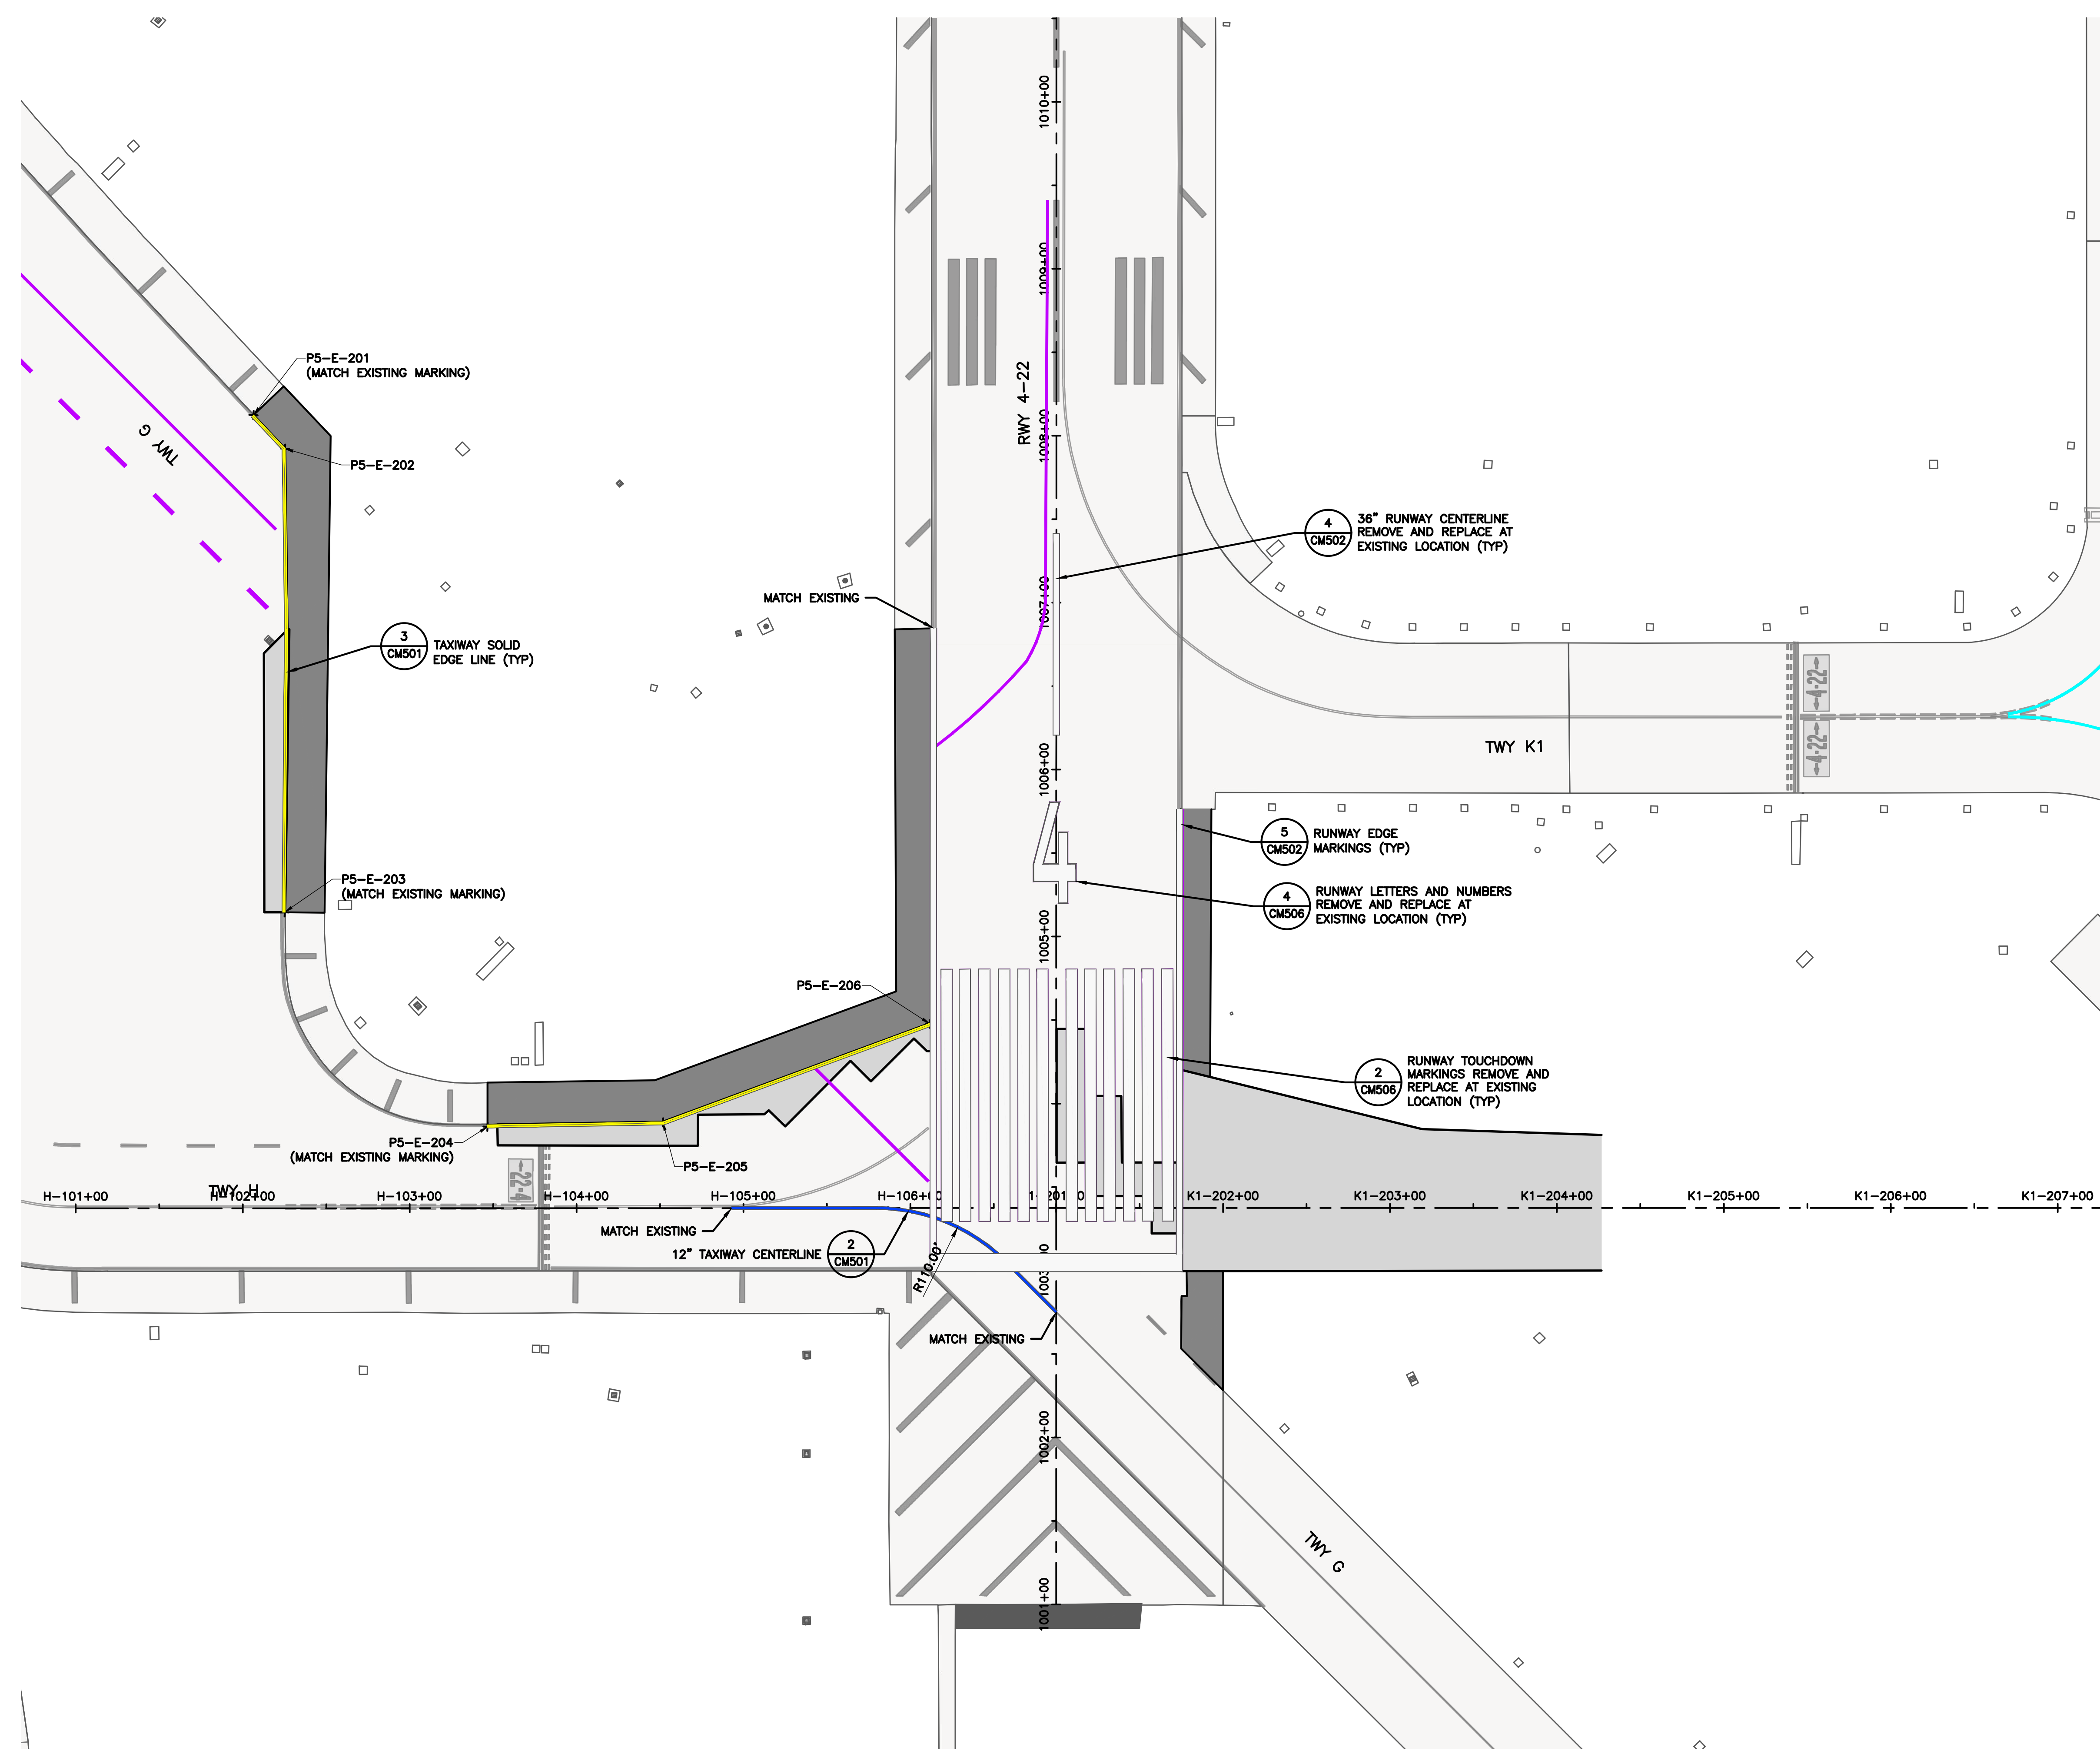 1010+00
1009+00
RWY 4-22
1008+00
P5-E-201
(MATCH EXISTING MARKING)
TWY G
P5-E-202
4
CM502
36" RUNWAY CENTERLINE
REMOVE AND REPLACE AT
EXISTING LOCATION (TYP)
MATCH EXISTING
1007+00
3
CM501
TAXIWAY SOLID
EDGE LINE (TYP)
4-22
4-22
TWY K1
1006+00
4
5
CM502
RUNWAY EDGE
MARKINGS (TYP)
P5-E-203
(MATCH EXISTING MARKING)
4
CM506
RUNWAY LETTERS AND NUMBERS
REMOVE AND REPLACE AT
EXISTING LOCATION (TYP)
1005+00
P5-E-206
2
CM506
RUNWAY TOUCHDOWN
MARKINGS REMOVE AND
REPLACE AT EXISTING
LOCATION (TYP)
P5-E-204
(MATCH EXISTING MARKING)
P5-E-205
22-4
TWY H
H-101+00
H-102+00
H-103+00
H-104+00
H-105+00
K1-202+00
K1-203+00
K1-204+00
K1-205+00
K1-206+00
K1-207+00
MATCH EXISTING
12" TAXIWAY CENTERLINE
2
CM501
R110.00'
MATCH EXISTING
1002+00
TWY G
1001+00